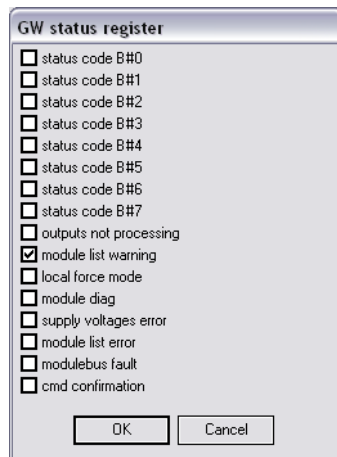 GW status register
status code B#0
status code B#1
status code B#2
status code B#3
status code B#4
status code B#5
status code B#6
status code B#7
outputs not processing
module list warning
local force mode
module diag
supply voltages error
module list error
modulebus fault
cmd confirmation
OK Cancel